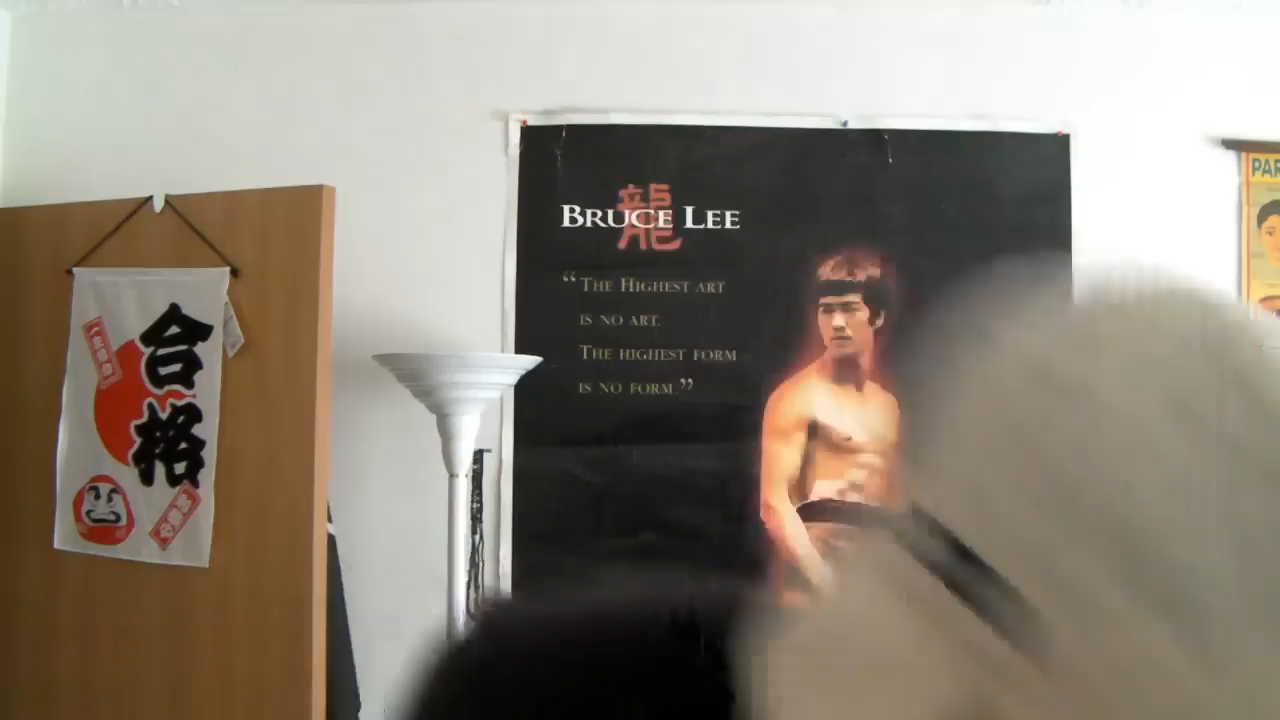 合
格
龍
BRUCE LEE
“THE HIGHEST ART
IS NO ART.
THE HIGHEST FORM
IS NO FORM.”
PAR